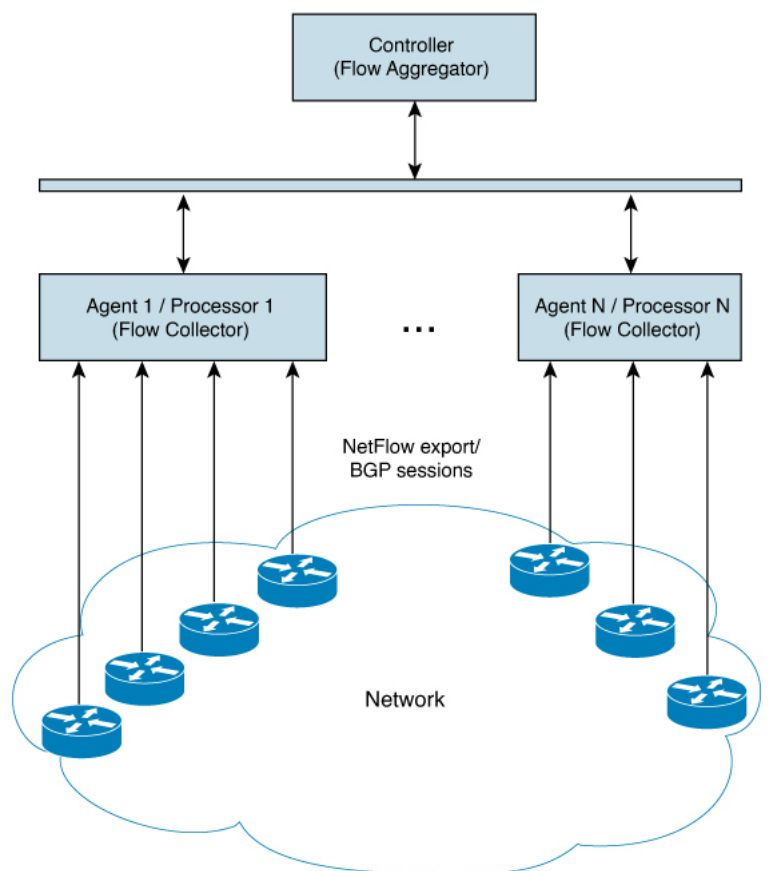 Controller
(Flow Aggregator)
Agent 1 / Processor 1
(Flow Collector)
...
Agent N / Processor N
(Flow Collector)
NetFlow export/
BGP sessions
Network